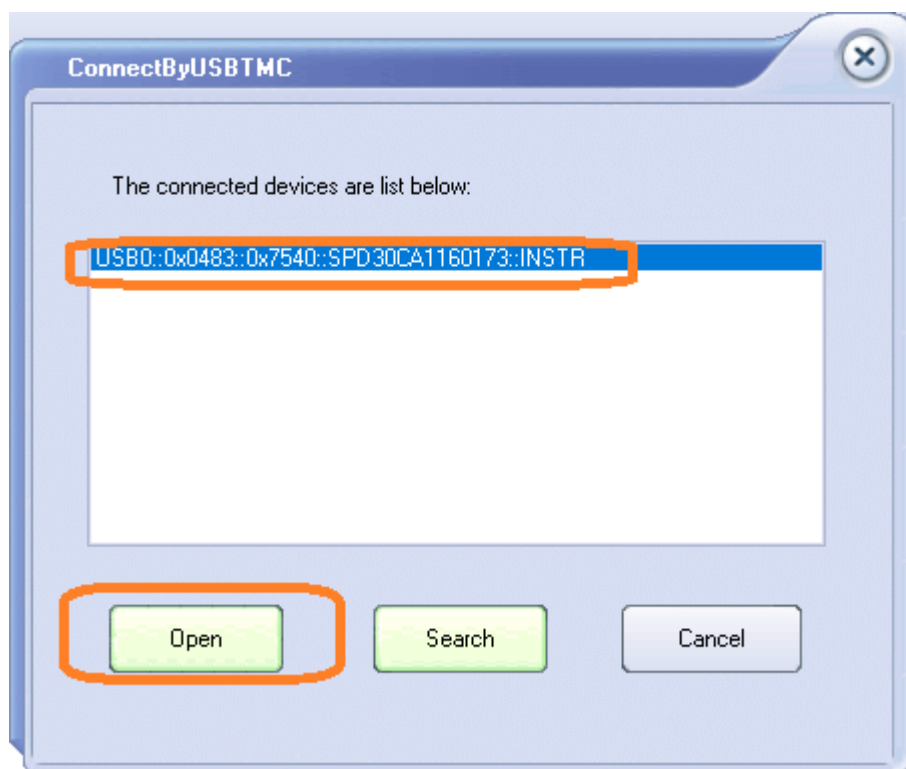 ConnectByUSBTMC
The connected devices are list below:
USB0::0x0483::0x7540::SPD30CA1160173::INSTR
Open Search Cancel